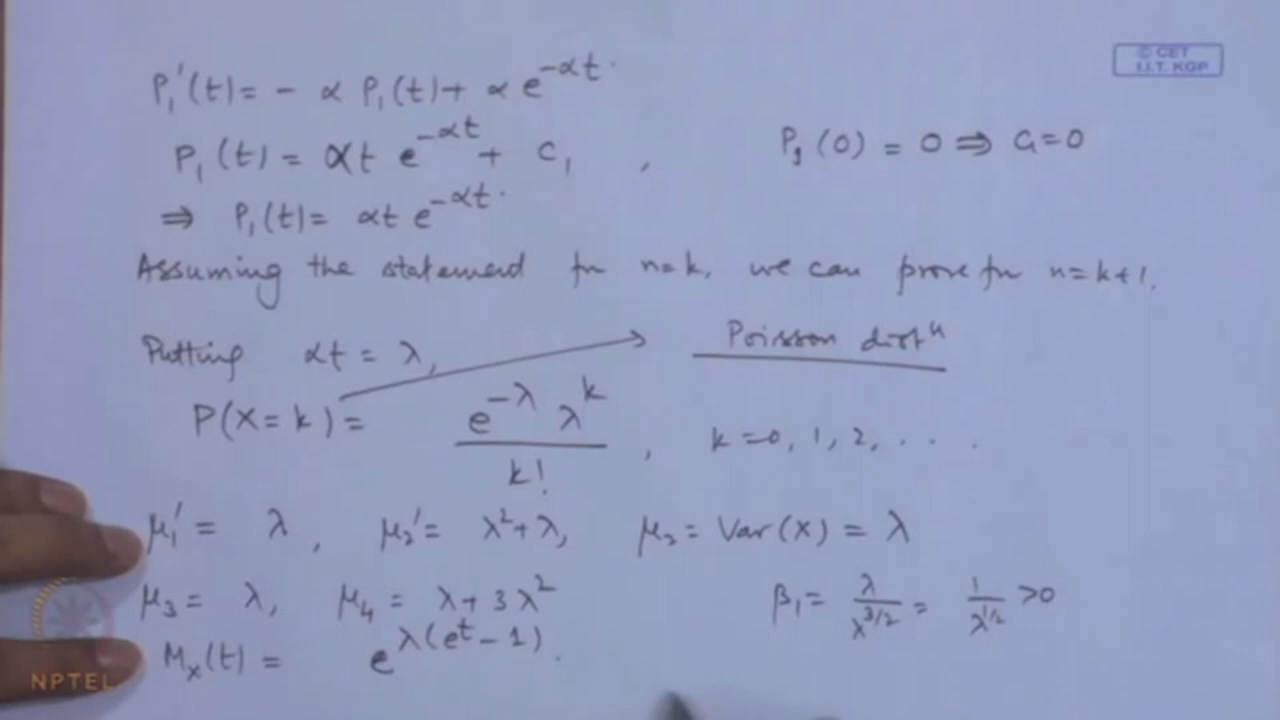 © CET
I.I.T. KGP
P₁'(t) = - α P₁(t) + α e^{-αt}.
P₁(t) = αt e^{-αt} + c₁ , P₁(0) = 0 ⇒ c₁=0
⇒ P₁(t) = αt e^{-αt}.
Assuming the statement for n=k, we can prove for n=k+1.
Putting αt = λ, → Poisson distⁿ
P(X=k) = e^{-λ} λ^k / k! , k=0, 1, 2, . . .
μ₁' = λ , μ₂' = λ²+λ, μ₂ = Var(X) = λ
μ₃ = λ, μ₄ = λ + 3λ² β₁ = λ/λ^{3/2} = 1/λ^{1/2} >0
Mₓ(t) = e^{λ(e^t - 1)} .
NPTEL